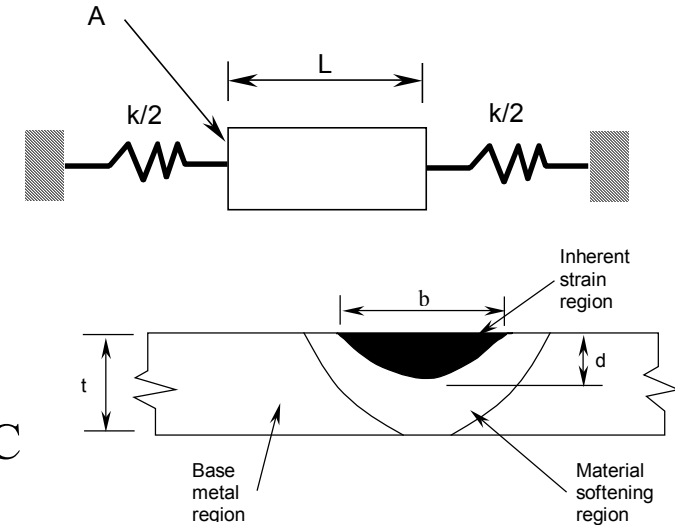 A
L
k/2
k/2
Inherent
strain
region
b
t
d
C
Base
metal
region
Material
softening
region